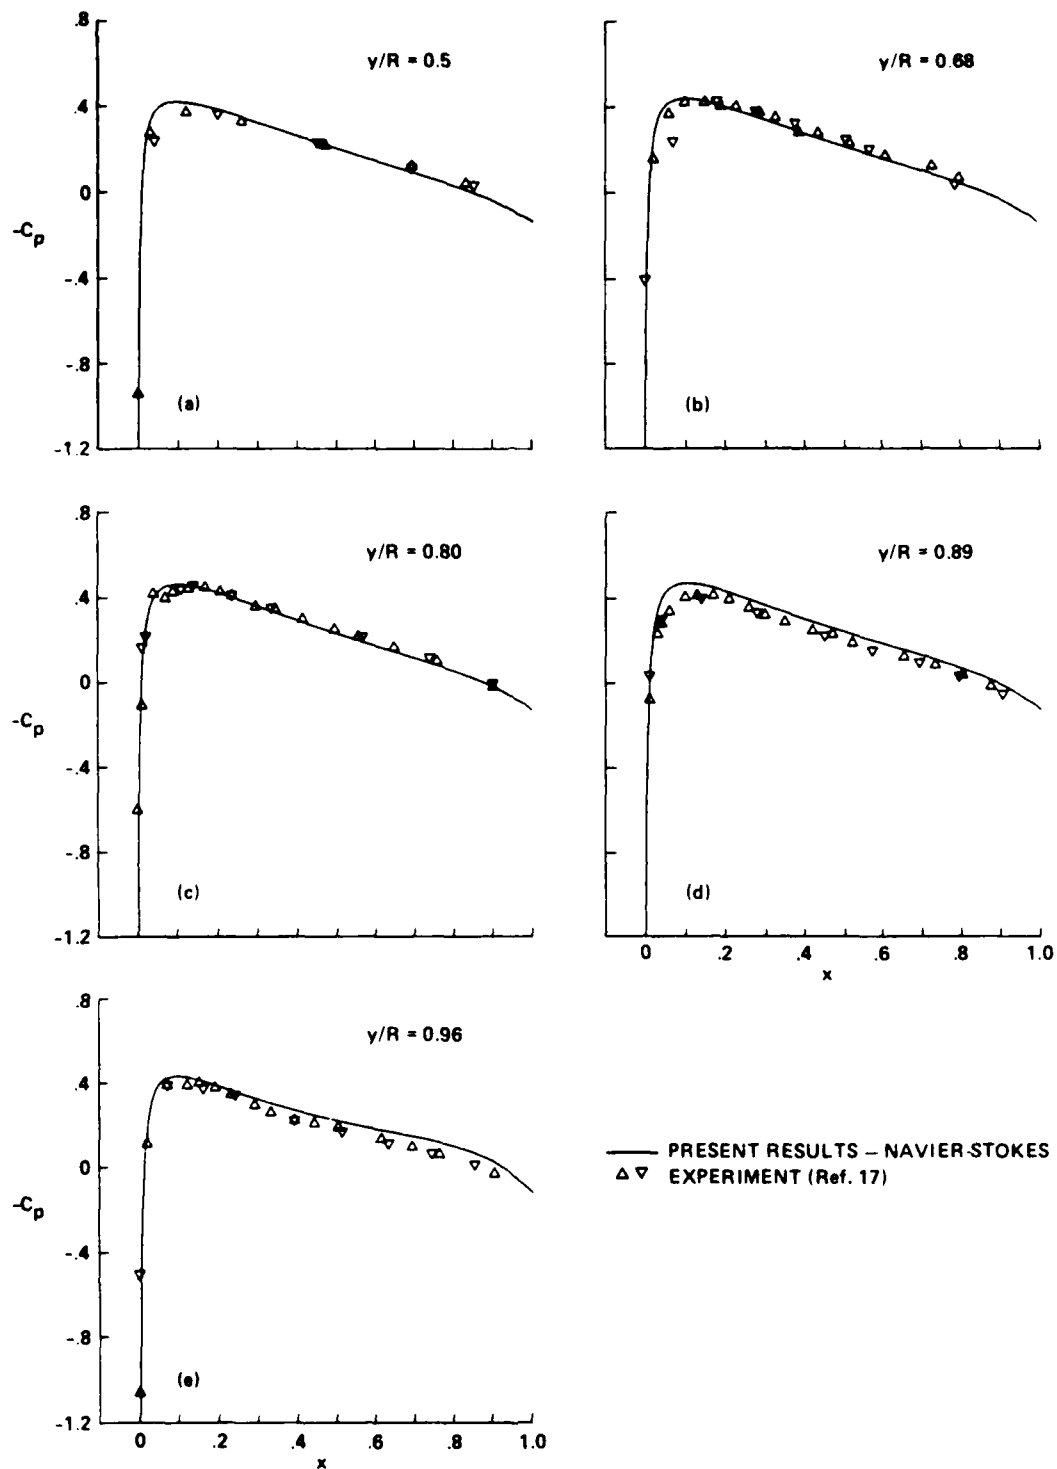 .8
.4
0
-.4
-.8
-1.2
-Cp
y/R = 0.5
(a)
y/R = 0.68
(b)
.8
.4
0
-.4
-.8
-1.2
-Cp
y/R = 0.80
(c)
y/R = 0.89
(d)
0 .2 .4 .6 .8 1.0
x
.8
.4
0
-.4
-.8
-1.2
-Cp
y/R = 0.96
(e)
0 .2 .4 .6 .8 1.0
x
PRESENT RESULTS – NAVIER-STOKES
EXPERIMENT (Ref. 17)